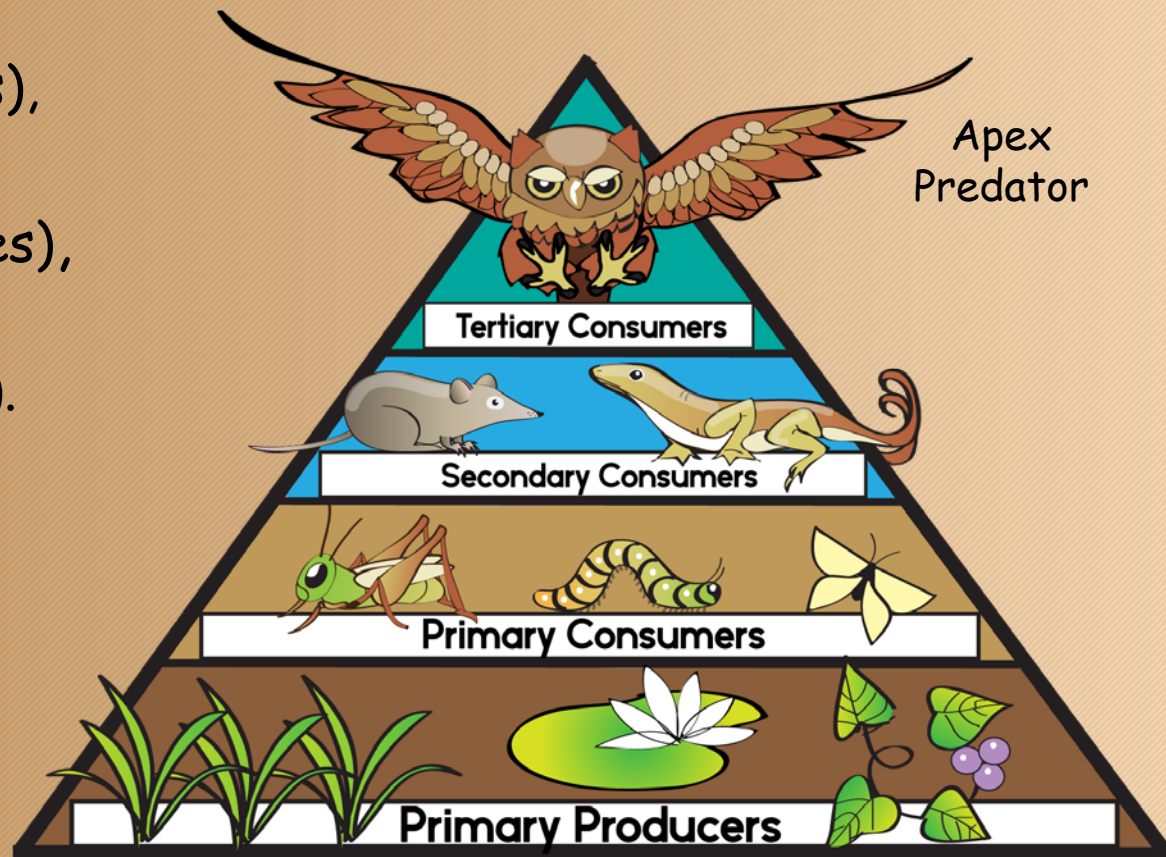 s),
es),
).
Apex
Predator
Tertiary Consumers
Secondary Consumers
Primary Consumers
Primary Producers